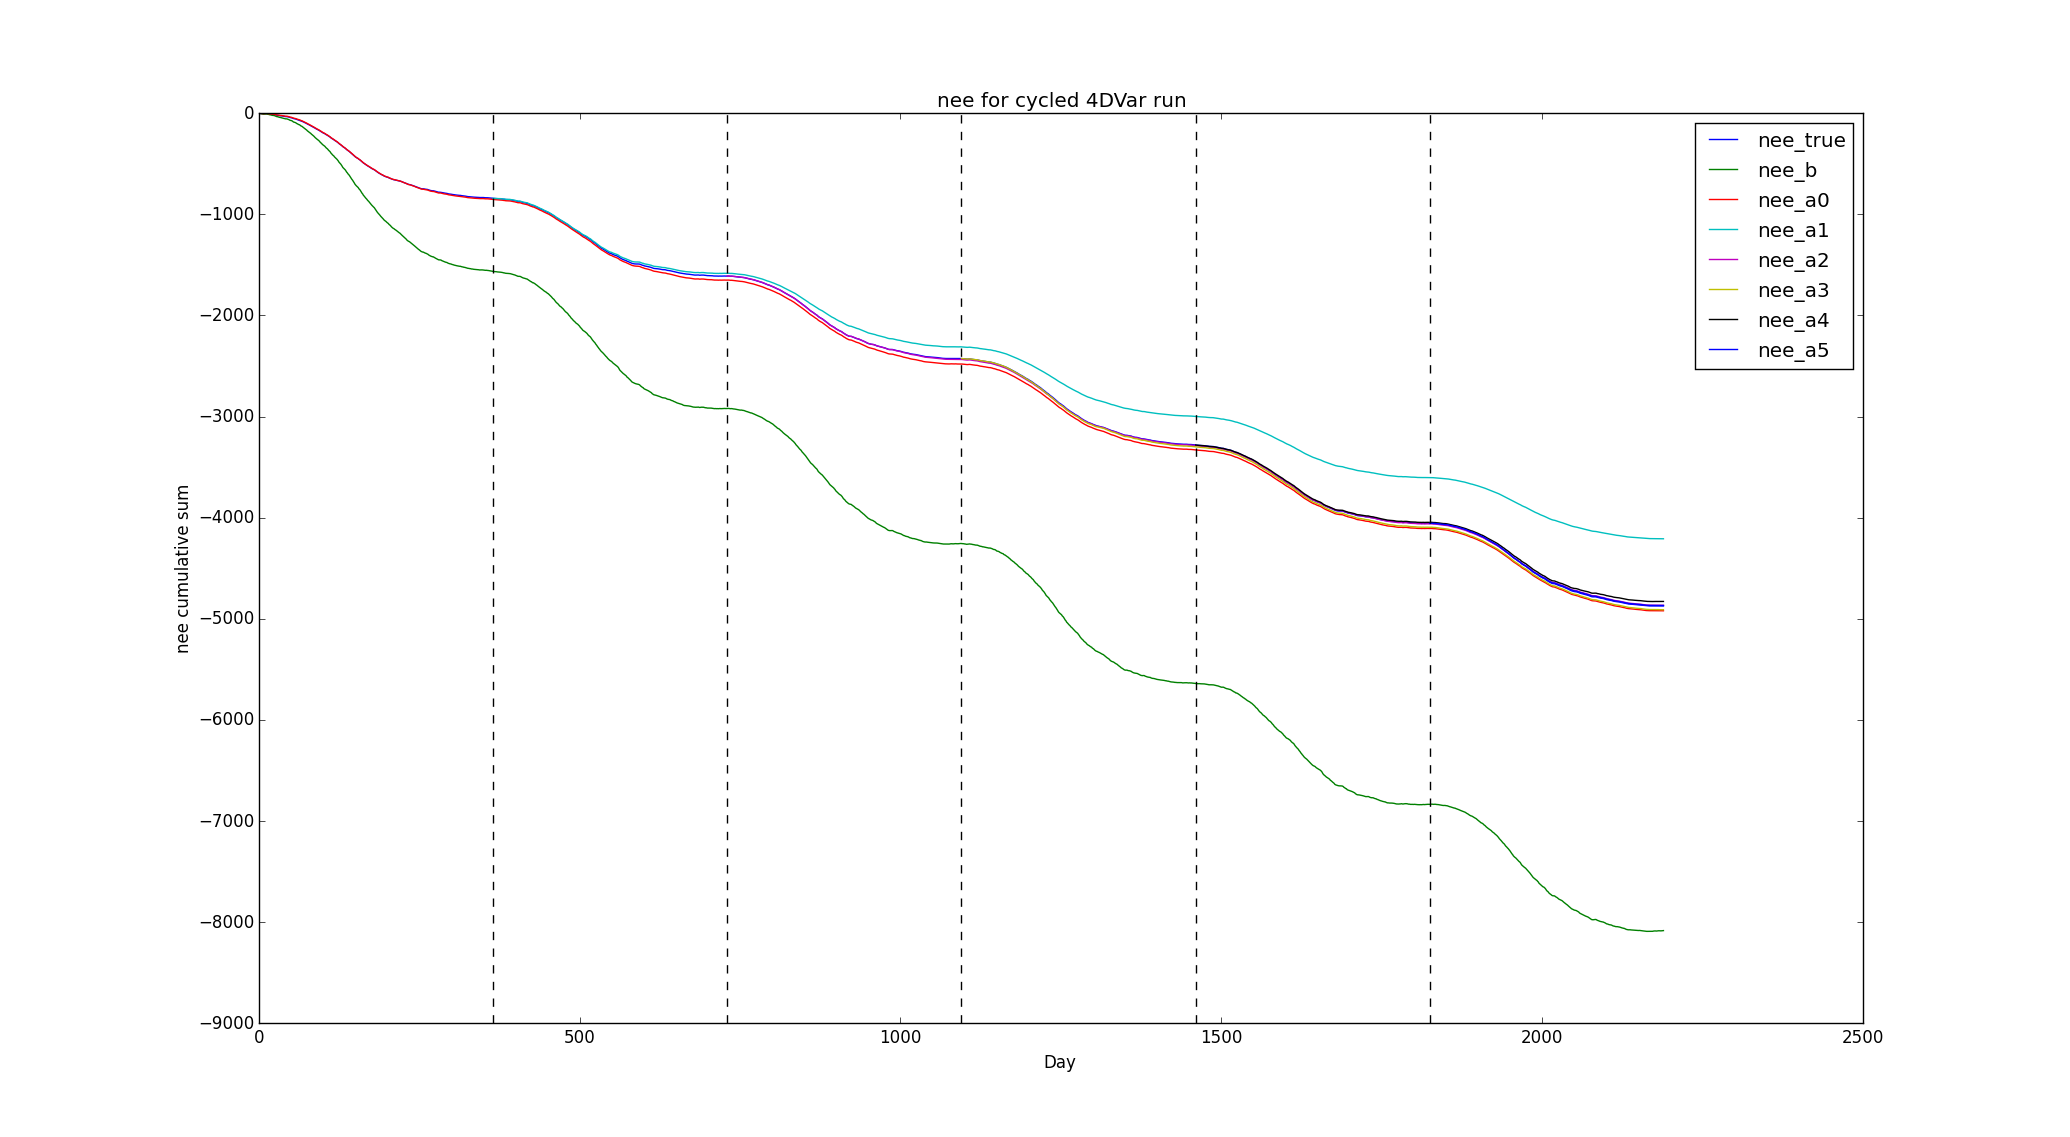 nee for cycled 4DVar run
0
−1000
−2000
−3000
−4000
−5000
−6000
−7000
−8000
−9000
nee cumulative sum
nee_true
nee_b
nee_a0
nee_a1
nee_a2
nee_a3
nee_a4
nee_a5
0
500
1000
1500
2000
2500
Day